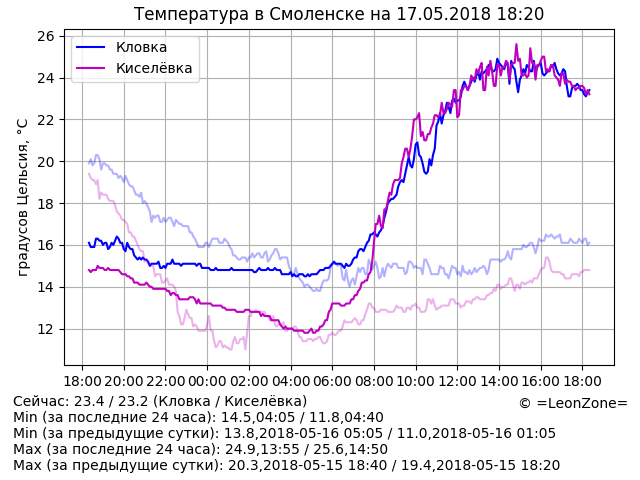 Температура в Смоленске на 17.05.2018 18:20
Кловка
Киселёвка
градусов Цельсия, °C
26
24
22
20
18
16
14
12
18:00 20:00 22:00 00:00 02:00 04:00 06:00 08:00 10:00 12:00 14:00 16:00 18:00
Сейчас: 23.4 / 23.2 (Кловка / Киселёвка)
© =LeonZone=
Min (за последние 24 часа): 14.5,04:05 / 11.8,04:40
Min (за предыдущие сутки): 13.8,2018-05-16 05:05 / 11.0,2018-05-16 01:05
Max (за последние 24 часа): 24.9,13:55 / 25.6,14:50
Max (за предыдущие сутки): 20.3,2018-05-15 18:40 / 19.4,2018-05-15 18:20